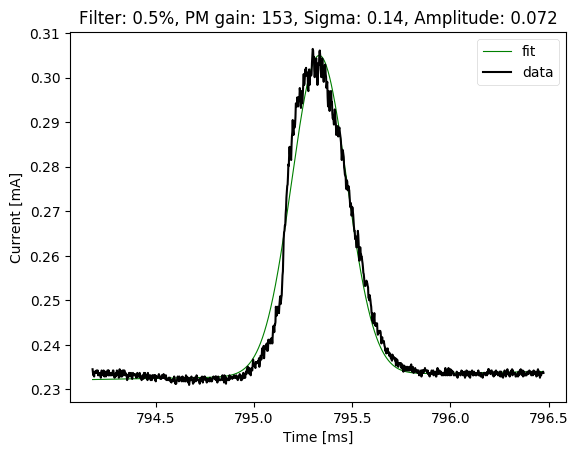 Filter: 0.5%, PM gain: 153, Sigma: 0.14, Amplitude: 0.072
fit
data
Current [mA]
0.31
0.30
0.29
0.28
0.27
0.26
0.25
0.24
0.23
794.5 795.0 795.5 796.0 796.5
Time [ms]